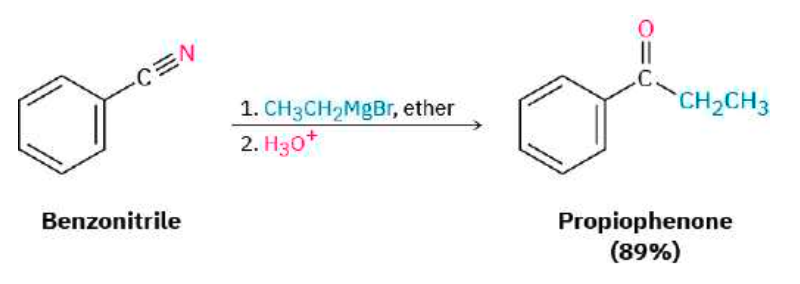 C≡N
1. CH₃CH₂MgBr, ether
2. H₃O⁺
O
C
CH₂CH₃
Benzonitrile
Propiophenone
(89%)